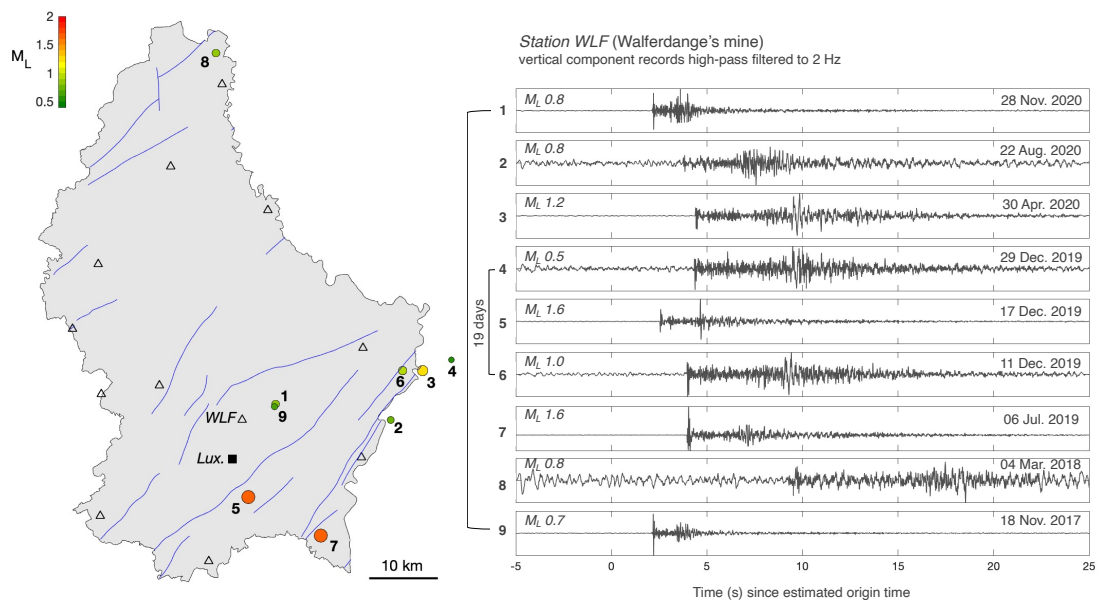 2
1.5
1
0.5
M_L
8
1
9
WLF
Lux.
5
7
6
3
4
2
10 km
Station WLF (Walferdange's mine)
vertical component records high-pass filtered to 2 Hz
19 days
1 M_L 0.8 28 Nov. 2020
2 M_L 0.8 22 Aug. 2020
3 M_L 1.2 30 Apr. 2020
4 M_L 0.5 29 Dec. 2019
5 M_L 1.6 17 Dec. 2019
6 M_L 1.0 11 Dec. 2019
7 M_L 1.6 06 Jul. 2019
8 M_L 0.8 04 Mar. 2018
9 M_L 0.7 18 Nov. 2017
-5 0 5 10 15 20 25
Time (s) since estimated origin time